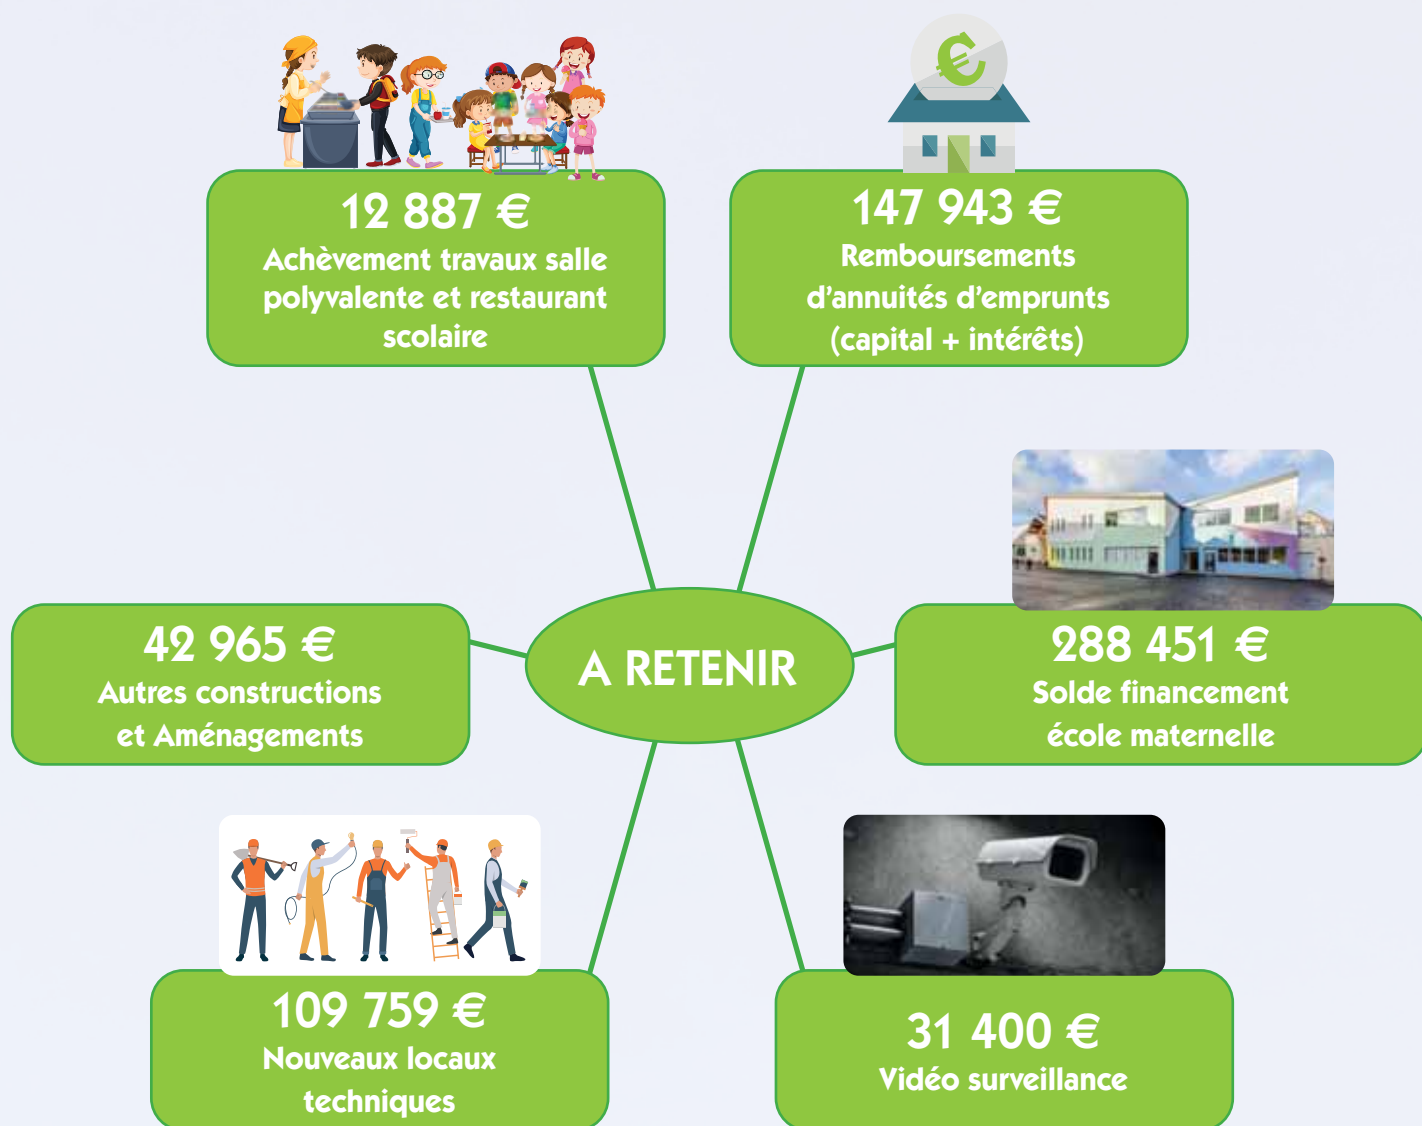 12 887 €
Achèvement travaux salle
polyvalente et restaurant
scolaire
147 943 €
Remboursements
d’annuités d’emprunts
(capital + intérêts)
42 965 €
Autres constructions
et Aménagements
A RETENIR
288 451 €
Solde financement
école maternelle
109 759 €
Nouveaux locaux
techniques
31 400 €
Vidéo surveillance